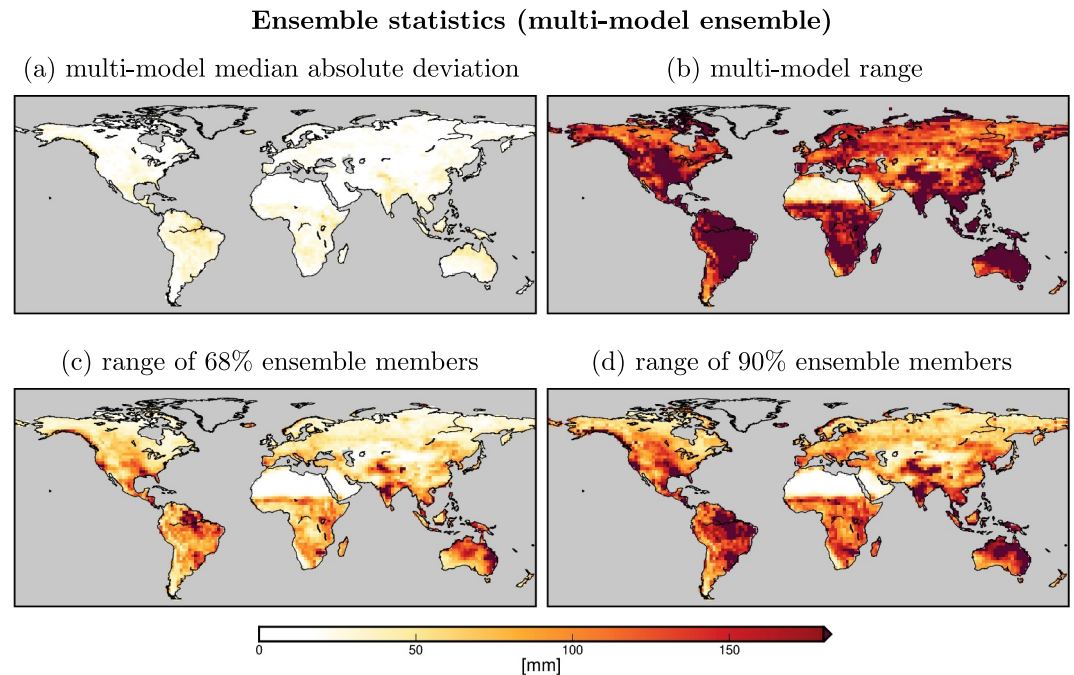 Ensemble statistics (multi-model ensemble)
(a) multi-model median absolute deviation
(b) multi-model range
(c) range of 68% ensemble members
(d) range of 90% ensemble members
0 50 100 150
[mm]